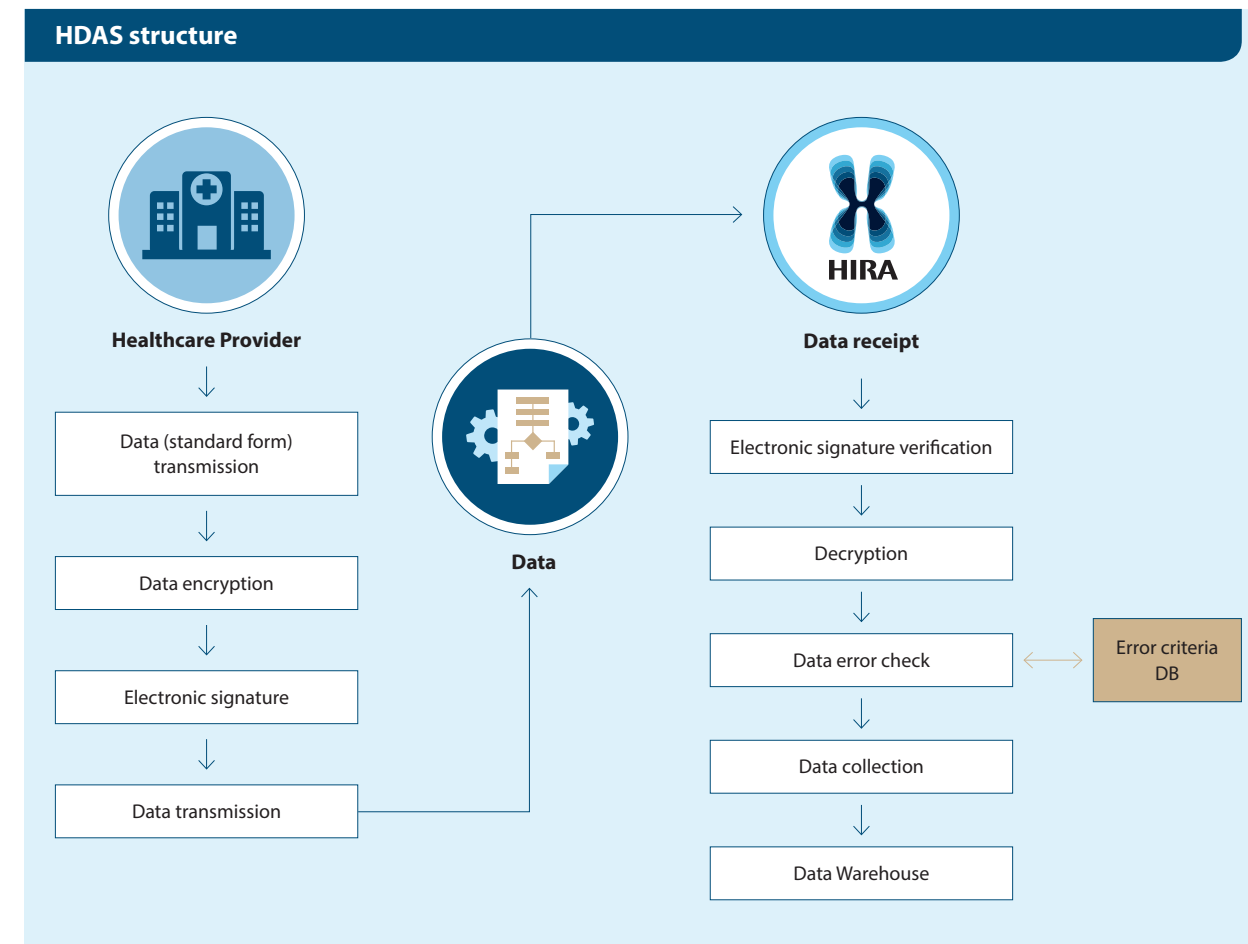 HDAS structure
Healthcare Provider
Data (standard form)
transmission
Data encryption
Electronic signature
Data transmission
Data
HIRA
Data receipt
Electronic signature verification
Decryption
Data error check
Error criteria
DB
Data collection
Data Warehouse